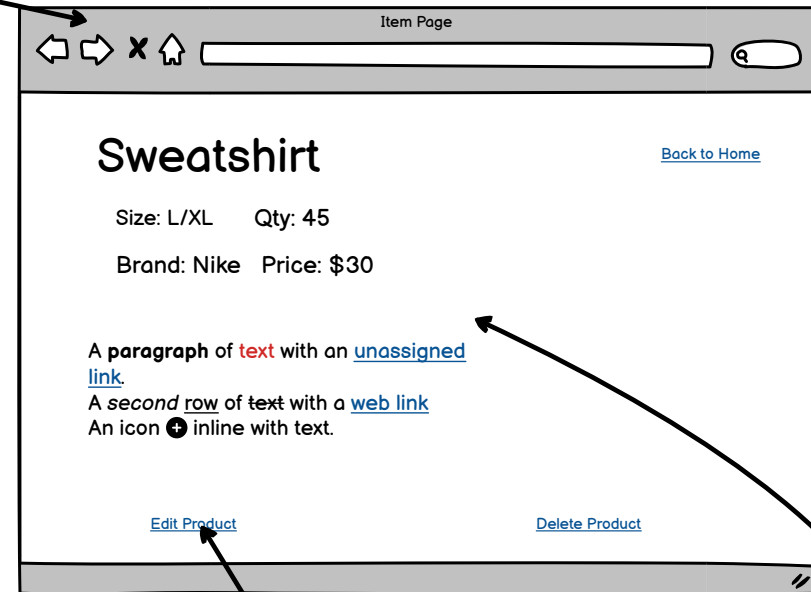 Item Page
Sweatshirt
Back to Home
Size: L/XL Qty: 45
Brand: Nike Price: $30
A paragraph of text with an unassigned
link.
A second row of text with a web link
An icon inline with text.
Edit Product
Delete Product